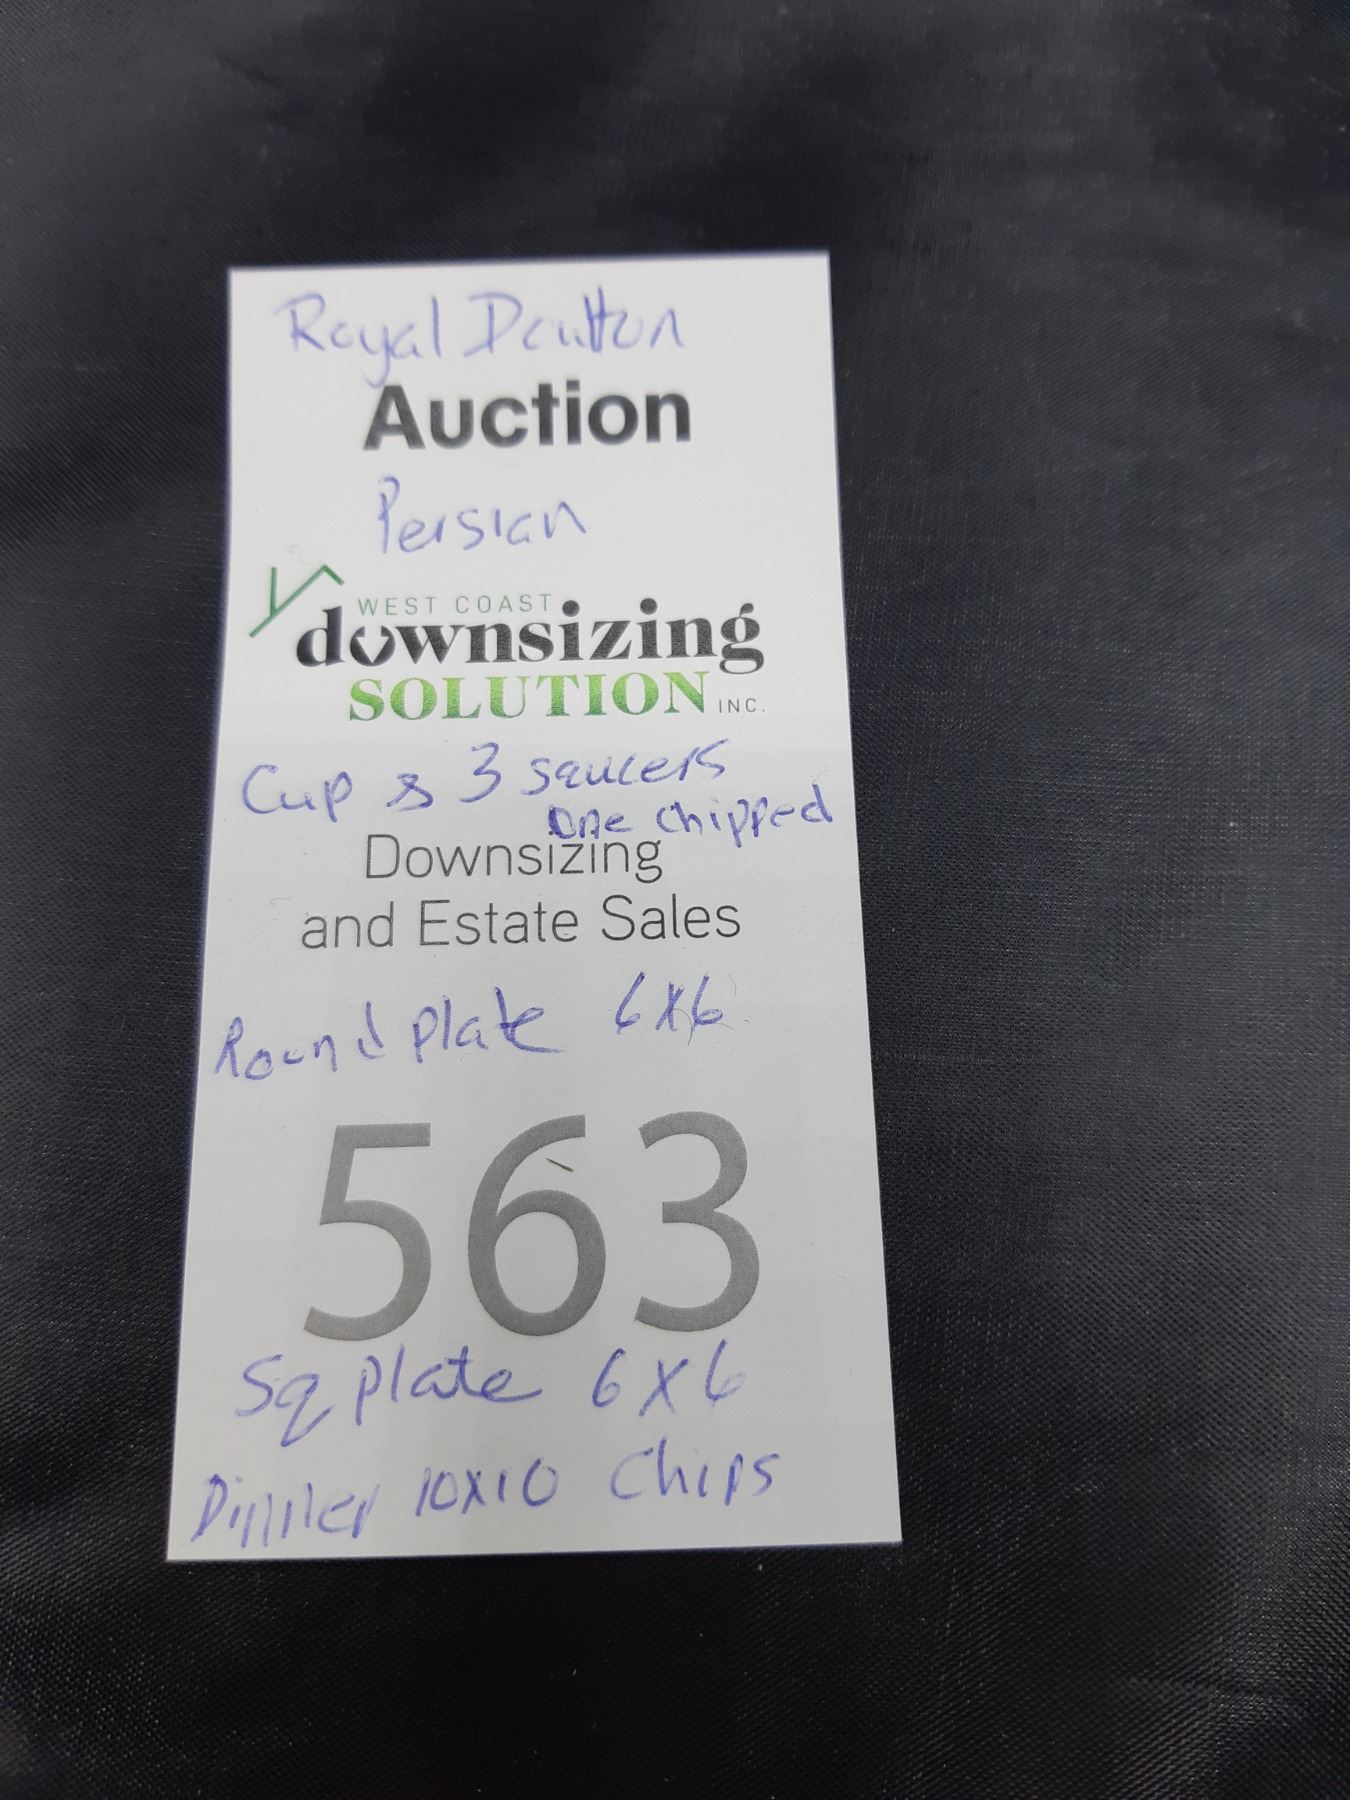 Royal Doulton
Auction
Persian
WEST COAST
downsizing
SOLUTION INC.
Cup & 3 saucers
one chipped
Downsizing
and Estate Sales
Round plate 6x6
563
Sq plate 6x6
Dinner 10x10 Chips